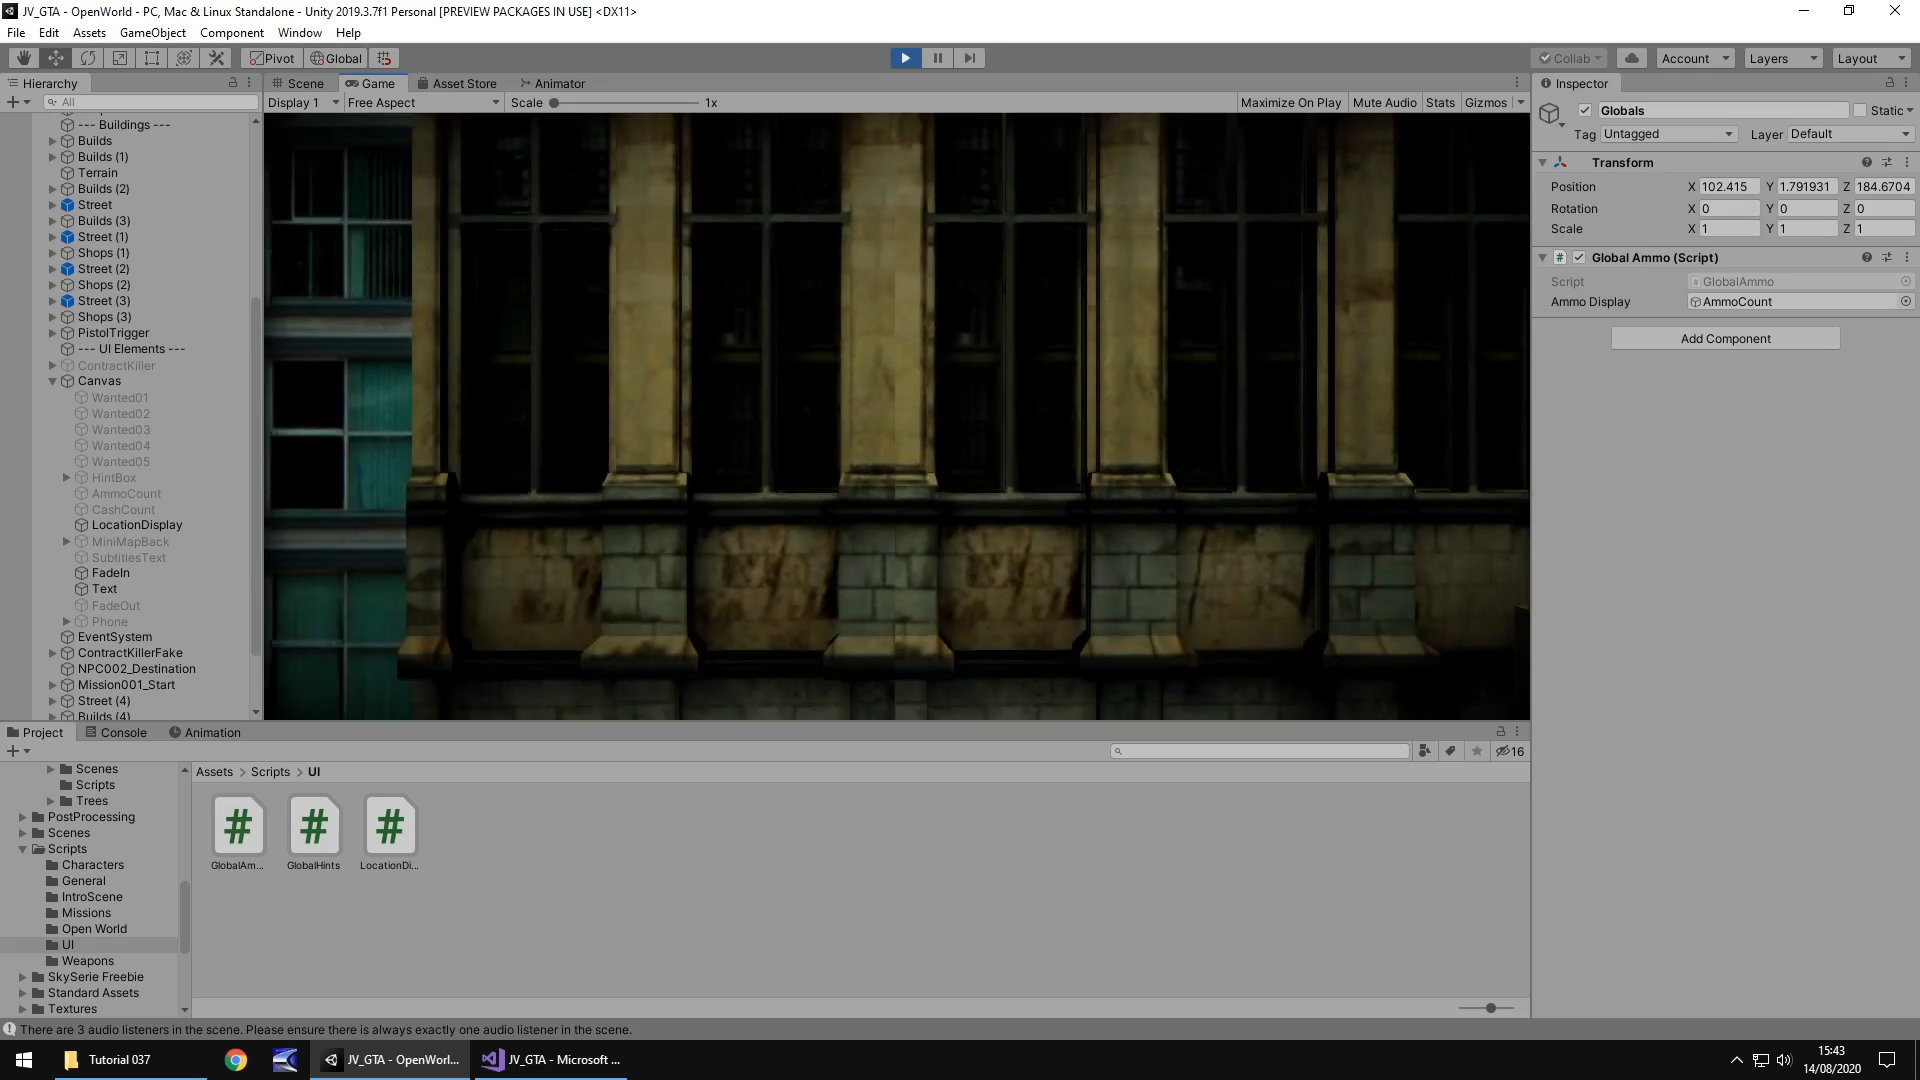 JV_GTA - OpenWorld - PC, Mac & Linux Standalone - Unity 2019.3.7f1 Personal [PREVIEW PACKAGES IN USE] <DX11>
File Edit Assets GameObject Component Window Help
Pivot Global Collab Account Layers Layout
Hierarchy Scene Game Asset Store Animator Inspector
All Display 1 Free Aspect Scale 1x Maximize On Play Mute Audio Stats Gizmos
--- Buildings ---
Builds
Builds (1)
Terrain
Builds (2)
Street
Builds (3)
Street (1)
Shops (1)
Street (2)
Shops (2)
Street (3)
Shops (3)
PistolTrigger
--- UI Elements ---
ContractKiller
Canvas
Wanted01
Wanted02
Wanted03
Wanted04
Wanted05
HintBox
AmmoCount
CashCount
LocationDisplay
MiniMapBack
SubtitlesText
FadeIn
Text
FadeOut
Phone
EventSystem
ContractKillerFake
NPC002_Destination
Mission001_Start
Street (4)
Builds (4)
Globals Static
Tag Untagged Layer Default
Transform
Position X 102.415 Y 1.791931 Z 184.6704
Rotation X 0 Y 0 Z 0
Scale X 1 Y 1 Z 1
# Global Ammo (Script)
Script GlobalAmmo
Ammo Display AmmoCount
Add Component
Project Console Animation
16
Scenes
Scripts
Trees
PostProcessing
Scenes
Scripts
Characters
General
IntroScene
Missions
Open World
UI
Weapons
SkySerie Freebie
Standard Assets
Textures
Assets > Scripts > UI
# # #
GlobalAm... GlobalHints LocationDi...
There are 3 audio listeners in the scene. Please ensure there is always exactly one audio listener in the scene.
Tutorial 037 JV_GTA - OpenWorl... JV_GTA - Microsoft ...
15:43
14/08/2020